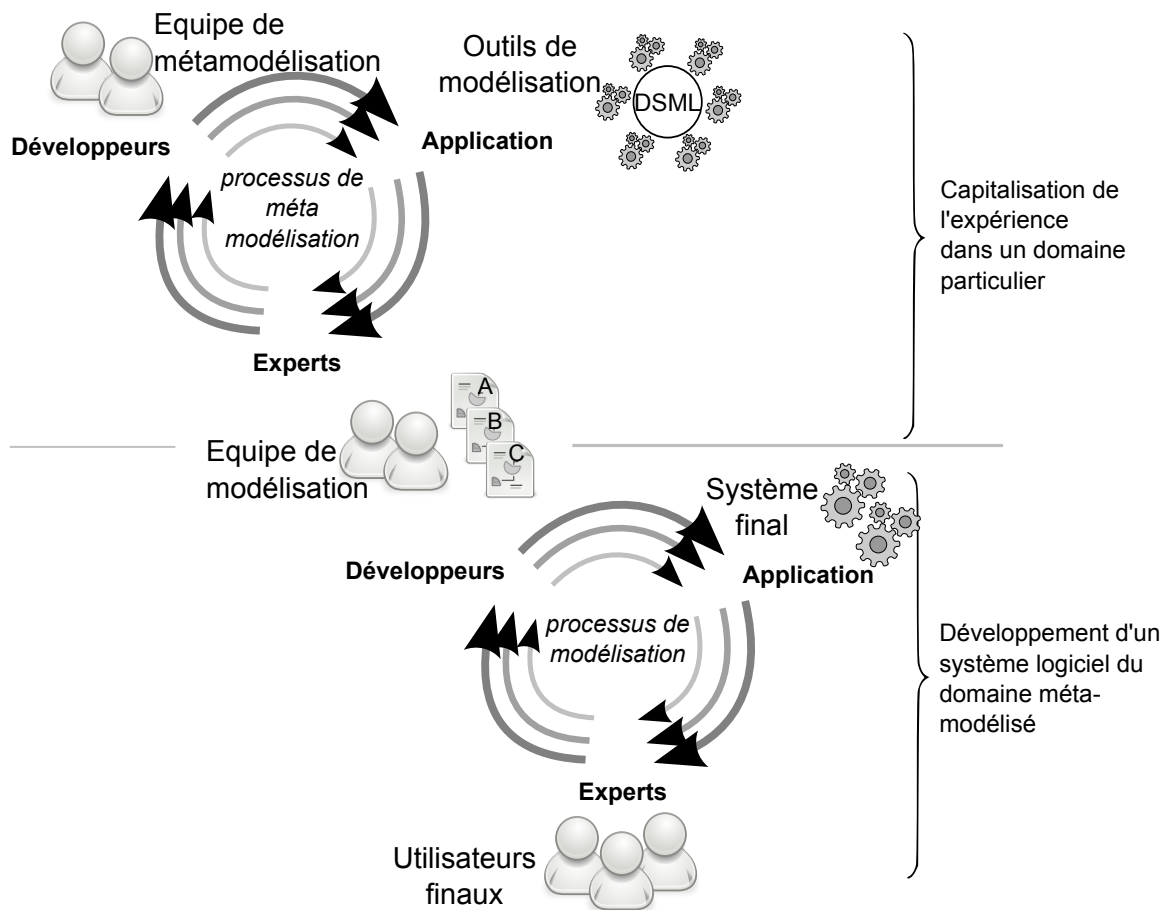 Equipe de
métamodélisation
Outils de
modélisation
DSML
Développeurs
Application
processus de
méta
modélisation
Capitalisation de
l'expérience
dans un domaine
particulier
Experts
A
B
C
Equipe de
modélisation
Système
final
Développeurs
Application
processus de
modélisation
Développement d'un
système logiciel du
domaine méta-
modélisé
Experts
Utilisateurs
finaux